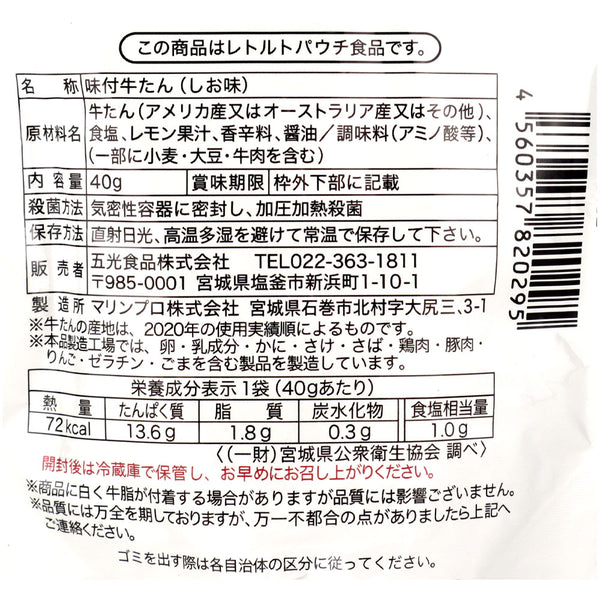 この商品はレトルトパウチ食品です。
名称 味付牛たん(しお味)
原材料名 牛たん(アメリカ産又はオーストラリア産又はその他)、
食塩、レモン果汁、香辛料、醤油／調味料(アミノ酸等)、
(一部に小麦・大豆・牛肉を含む)
内容量 40g 賞味期限 枠外下部に記載
殺菌方法 気密性容器に密封し、加圧加熱殺菌
保存方法 直射日光、高温多湿を避けて常温で保存して下さい。
販売者 五光食品株式会社 TEL022-363-1811
〒985-0001 宮城県塩釜市新浜町1-10-1
製造所 マリンプロ株式会社 宮城県石巻市北村字大尻三、3-1
※牛たんの産地は、2020年の使用実績順によるものです。
※本品製造工場では、卵・乳成分・かに・さけ・さば・鶏肉・豚肉・
りんご・ゼラチン・ごまを含む製品を製造しています。
栄養成分表示1袋(40gあたり)
熱量 たんぱく質 脂質 炭水化物 食塩相当量
72kcal 13.6g 1.8g 0.3g 1.0g
〈(一財)宮城県公衆衛生協会 調べ〉
開封後は冷蔵庫で保管し、お早めにお召し上がりください。
※商品に白く牛脂が付着する場合がありますが品質には影響ございません。
※品質には万全を期しておりますが、万一不都合の点がありましたら上記へ
ご連絡ください。
ゴミを出す際は各自治体の区分に従ってください。
4 560357 820295